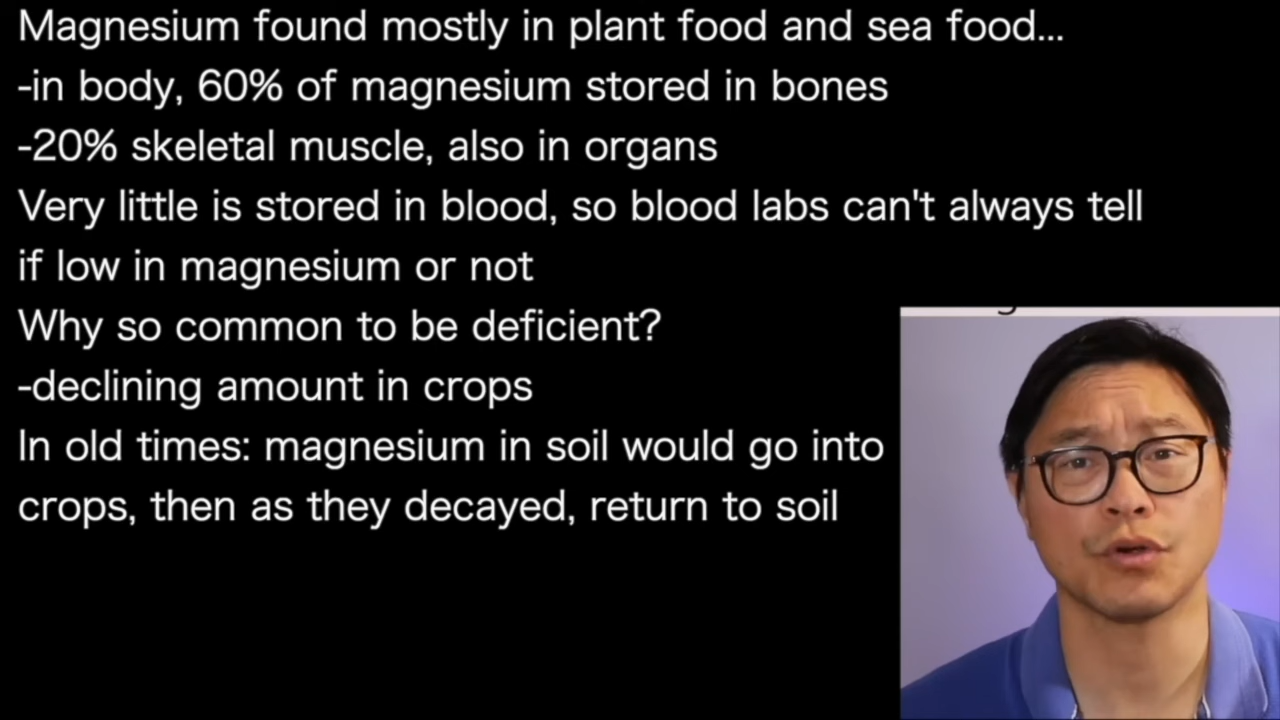 Magnesium found mostly in plant food and sea food...
-in body, 60% of magnesium stored in bones
-20% skeletal muscle, also in organs
Very little is stored in blood, so blood labs can't always tell
if low in magnesium or not
Why so common to be deficient?
-declining amount in crops
In old times: magnesium in soil would go into
crops, then as they decayed, return to soil